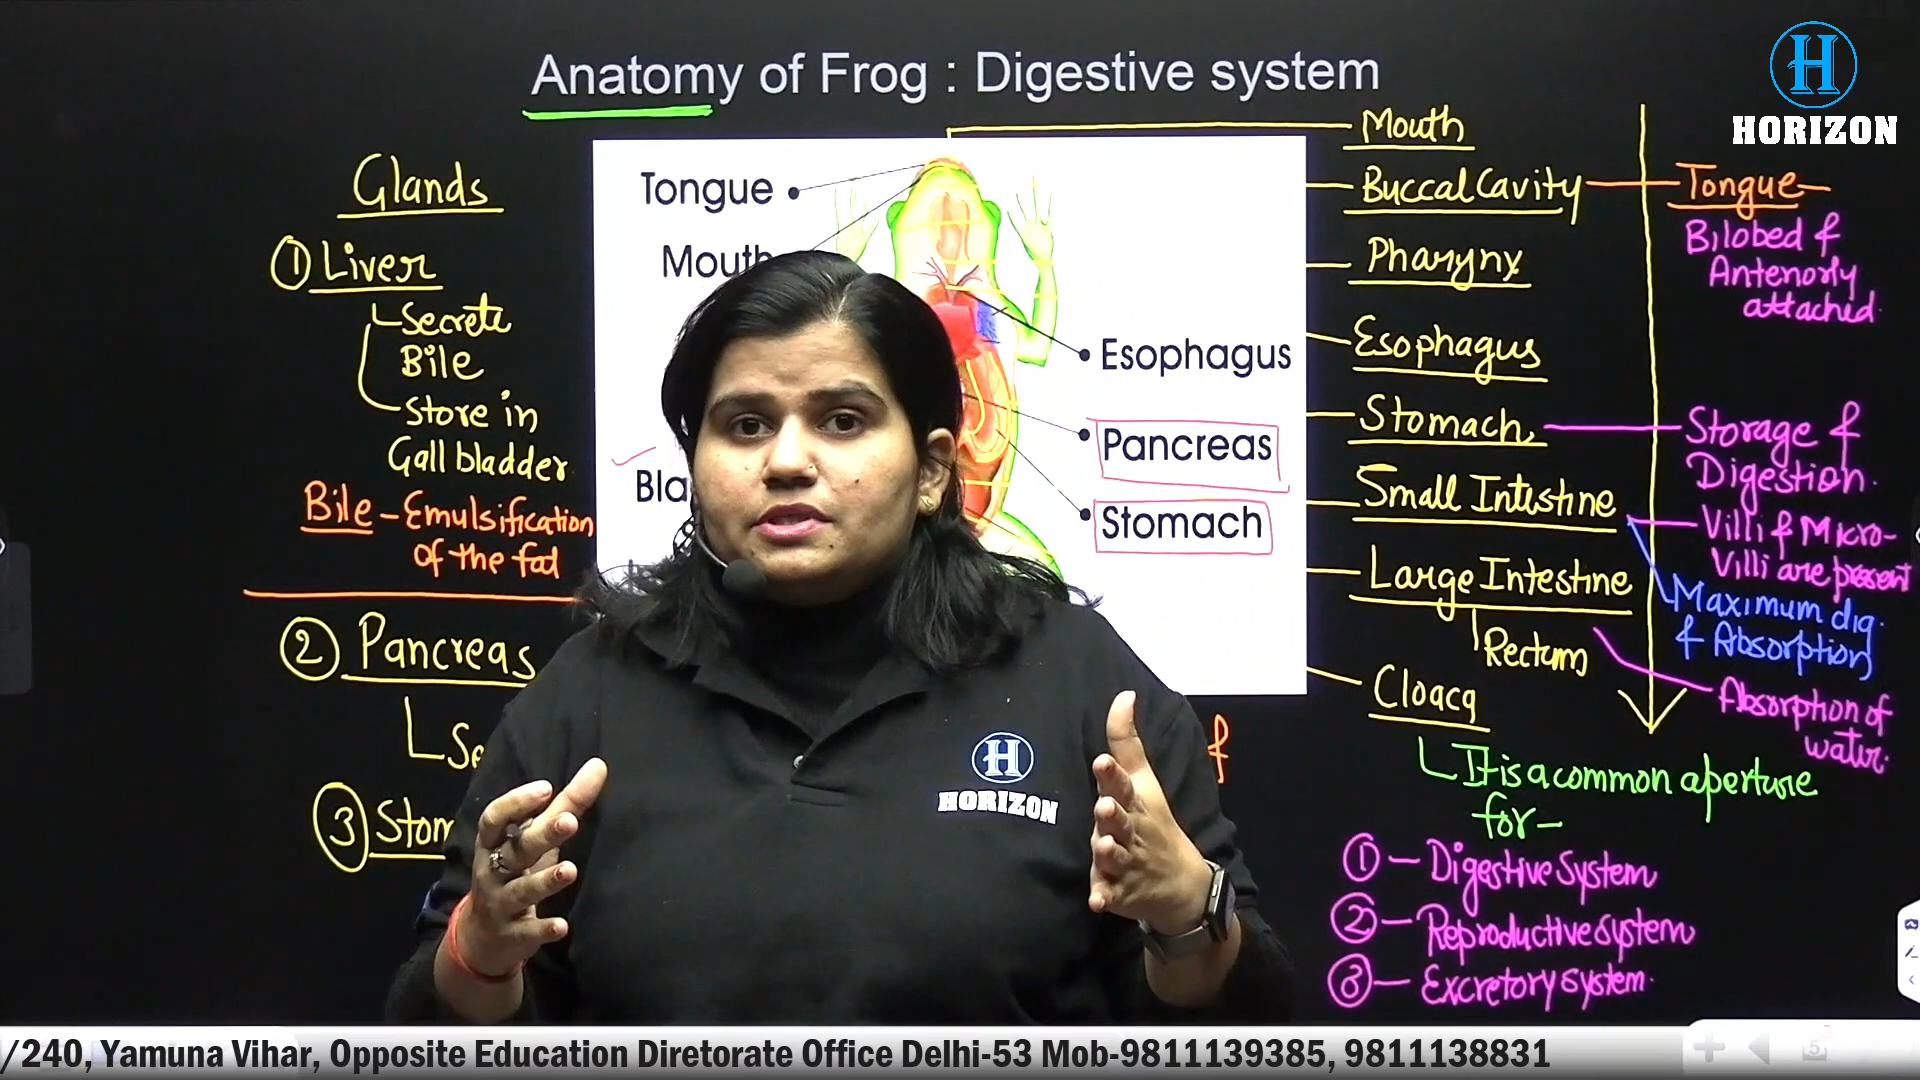 Anatomy of Frog : Digestive system
H
HORIZON
Glands
① Liver
Secrete
Bile
Store in
Gall bladder
Bile - Emulsification
of the fat
② Pancreas
③
Tongue
Mouth
Esophagus
Pancreas
Stomach
Mouth
Buccal Cavity
Pharynx
Esophagus
Stomach
Small Intestine
Large Intestine
Rectum
Cloaca
Tongue
Bilobed &
Anteriorly
attached.
Storage &
Digestion.
Villi & Micro-
Villi are present
Maximum dig.
& Absorption
Absorption of
water.
It is a common aperture
for -
① - Digestive System
② - Reproductive system
③ - Excretory system.
H
HORIZON
/240, Yamuna Vihar, Opposite Education Diretorate Office Delhi-53 Mob-9811139385, 9811138831